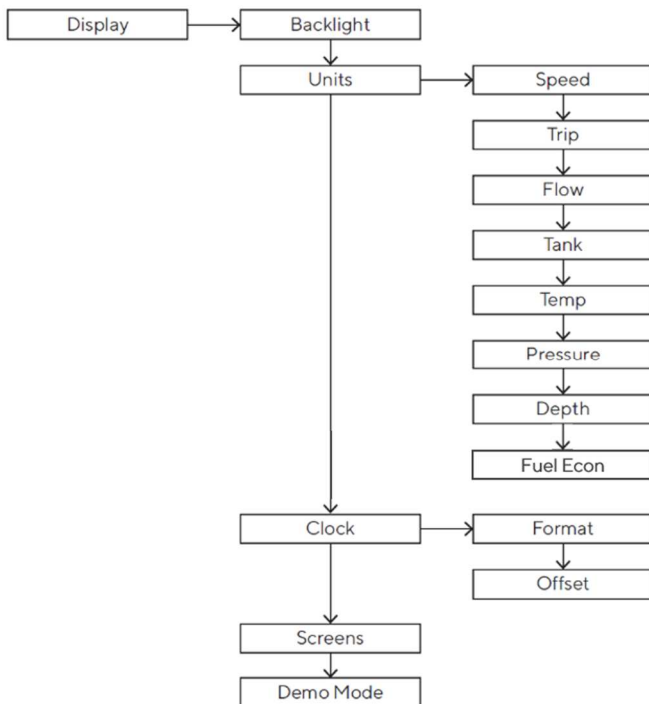 Display
Backlight
Units
Speed
Trip
Flow
Tank
Temp
Pressure
Depth
Fuel Econ
Clock
Format
Offset
Screens
Demo Mode